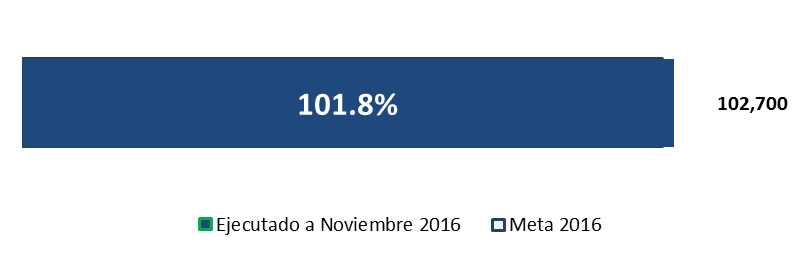 101.8%
102,700
Ejecutado a Noviembre 2016
Meta 2016